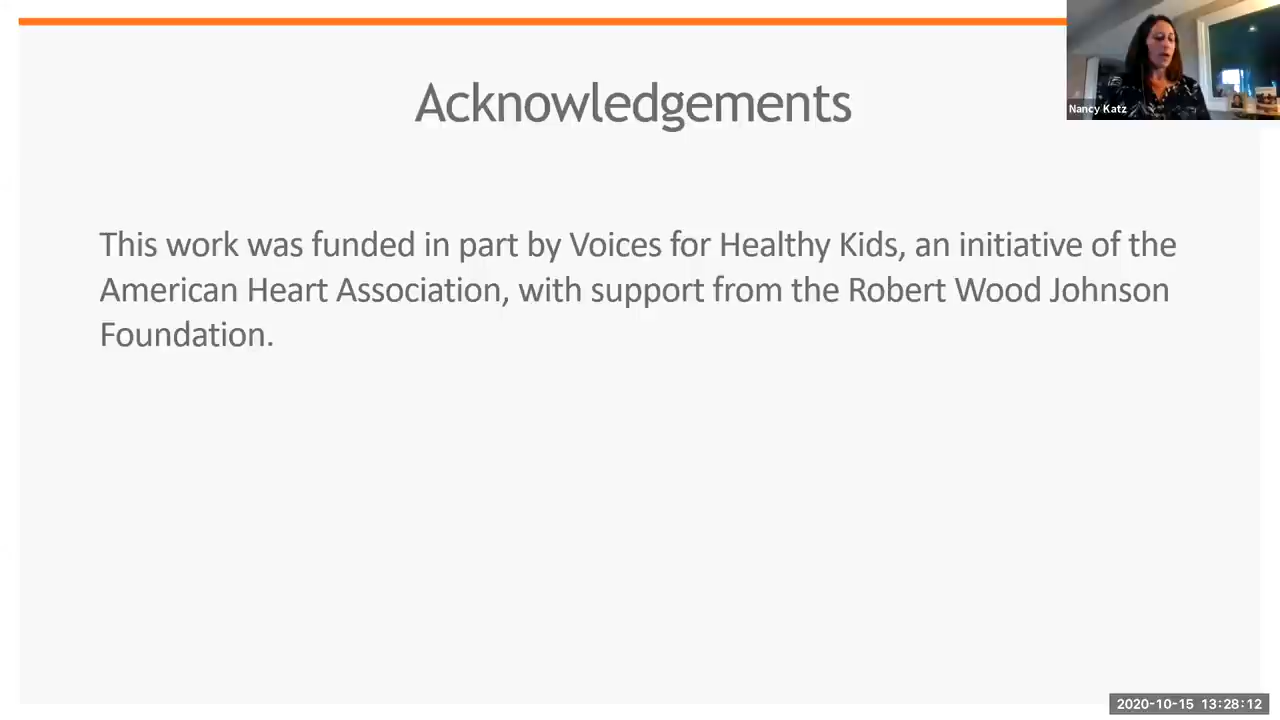 Acknowledgements
Nancy Katz
This work was funded in part by Voices for Healthy Kids, an initiative of the
American Heart Association, with support from the Robert Wood Johnson
Foundation.
2020-10-15 13:28:12